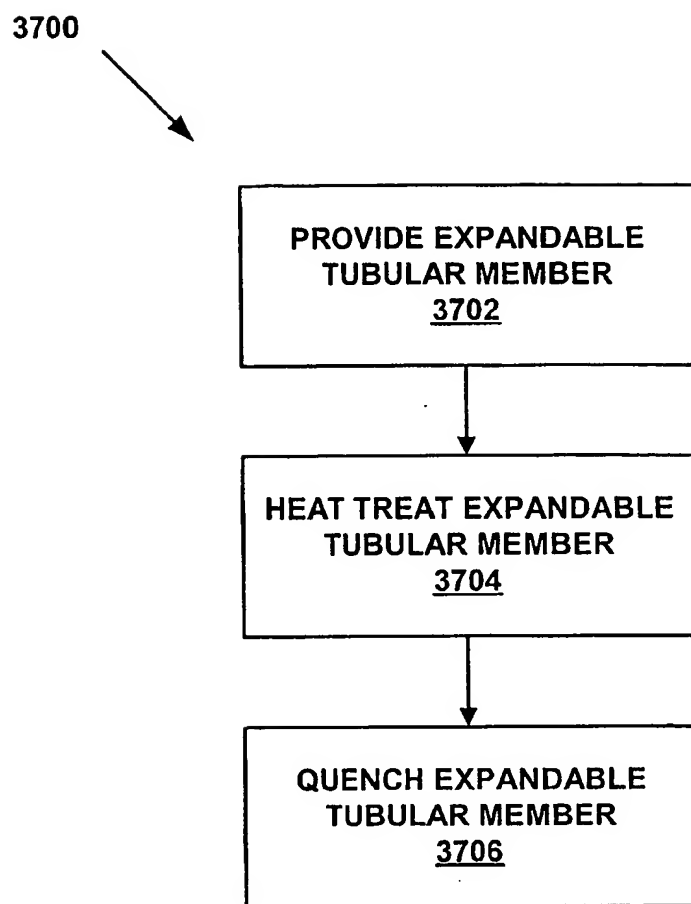 3700
PROVIDE EXPANDABLE
TUBULAR MEMBER
3702
HEAT TREAT EXPANDABLE
TUBULAR MEMBER
3704
QUENCH EXPANDABLE
TUBULAR MEMBER
3706